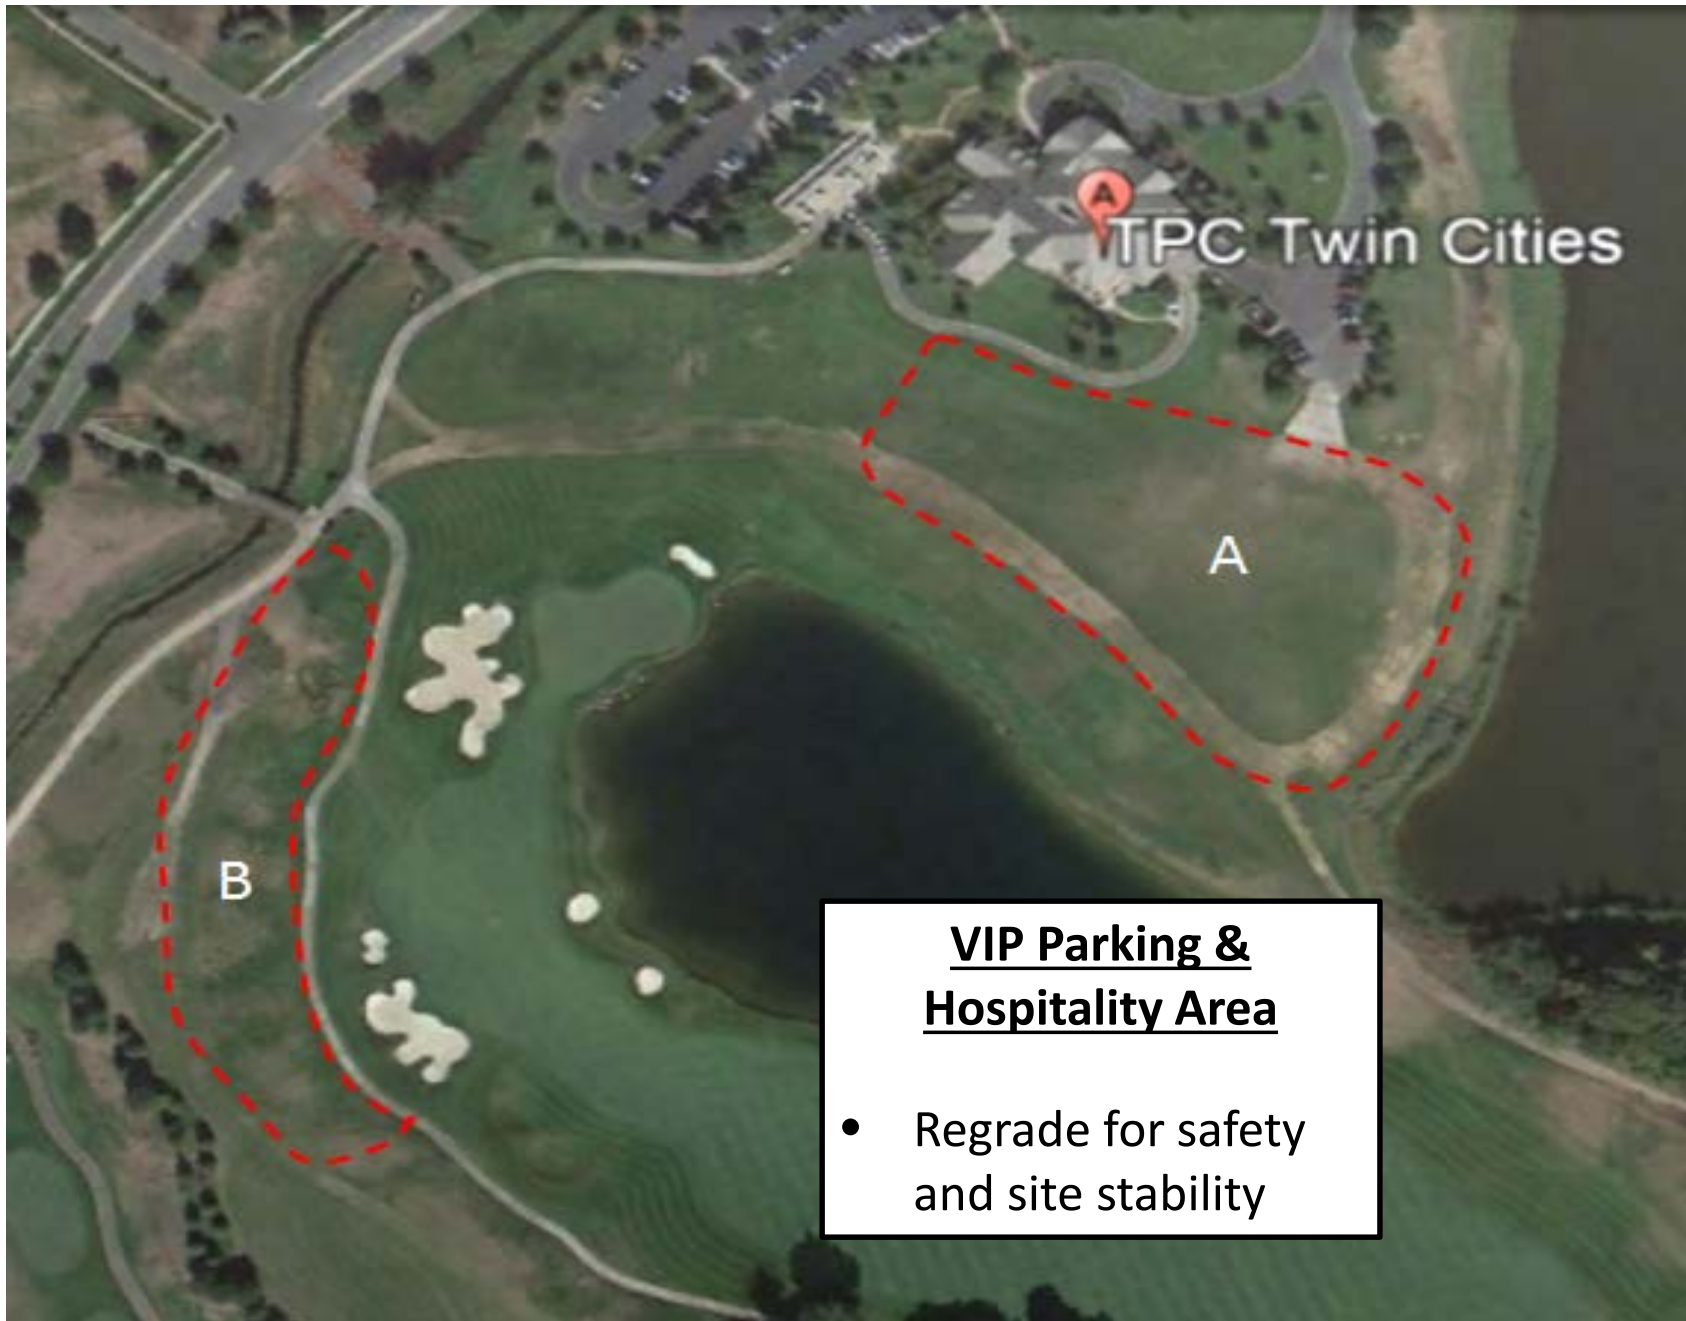 A
TPC Twin Cities
A
B
VIP Parking &
Hospitality Area
• Regrade for safety
and site stability